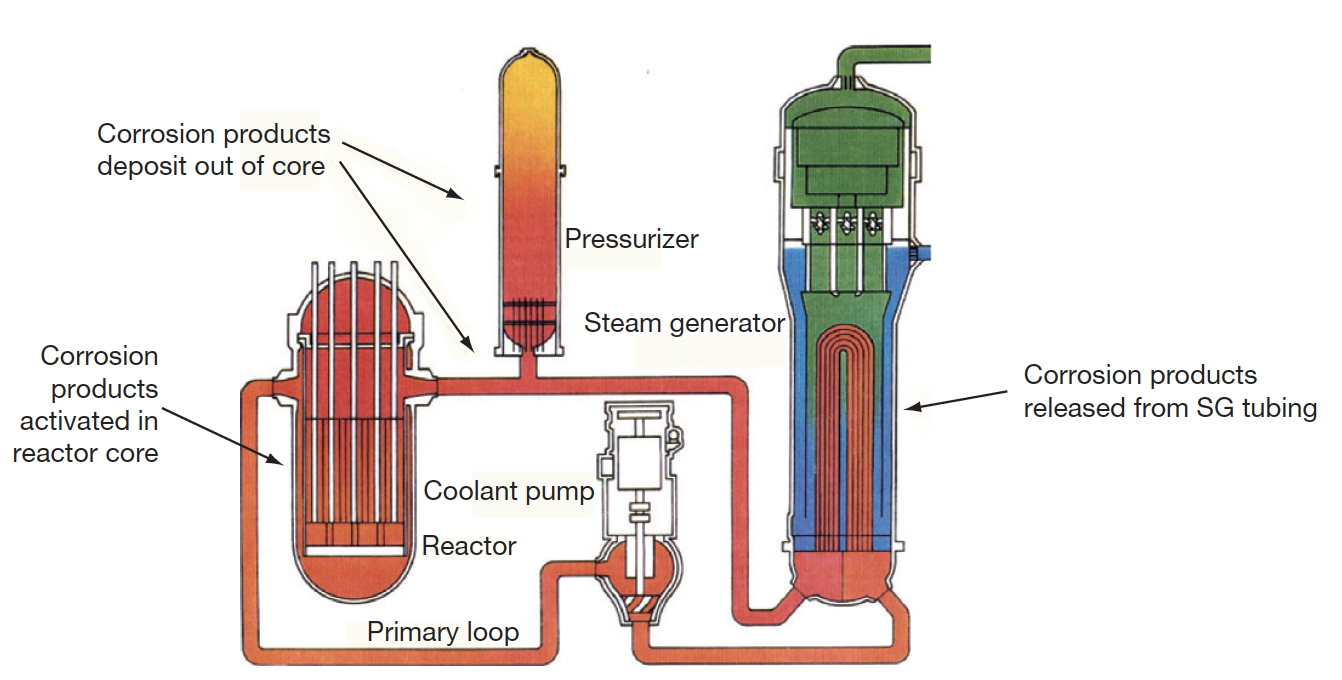 Corrosion products
deposit out of core
Pressurizer
Steam generator
Corrosion
products
activated in
reactor core
Corrosion products
released from SG tubing
Coolant pump
Reactor
Primary loop